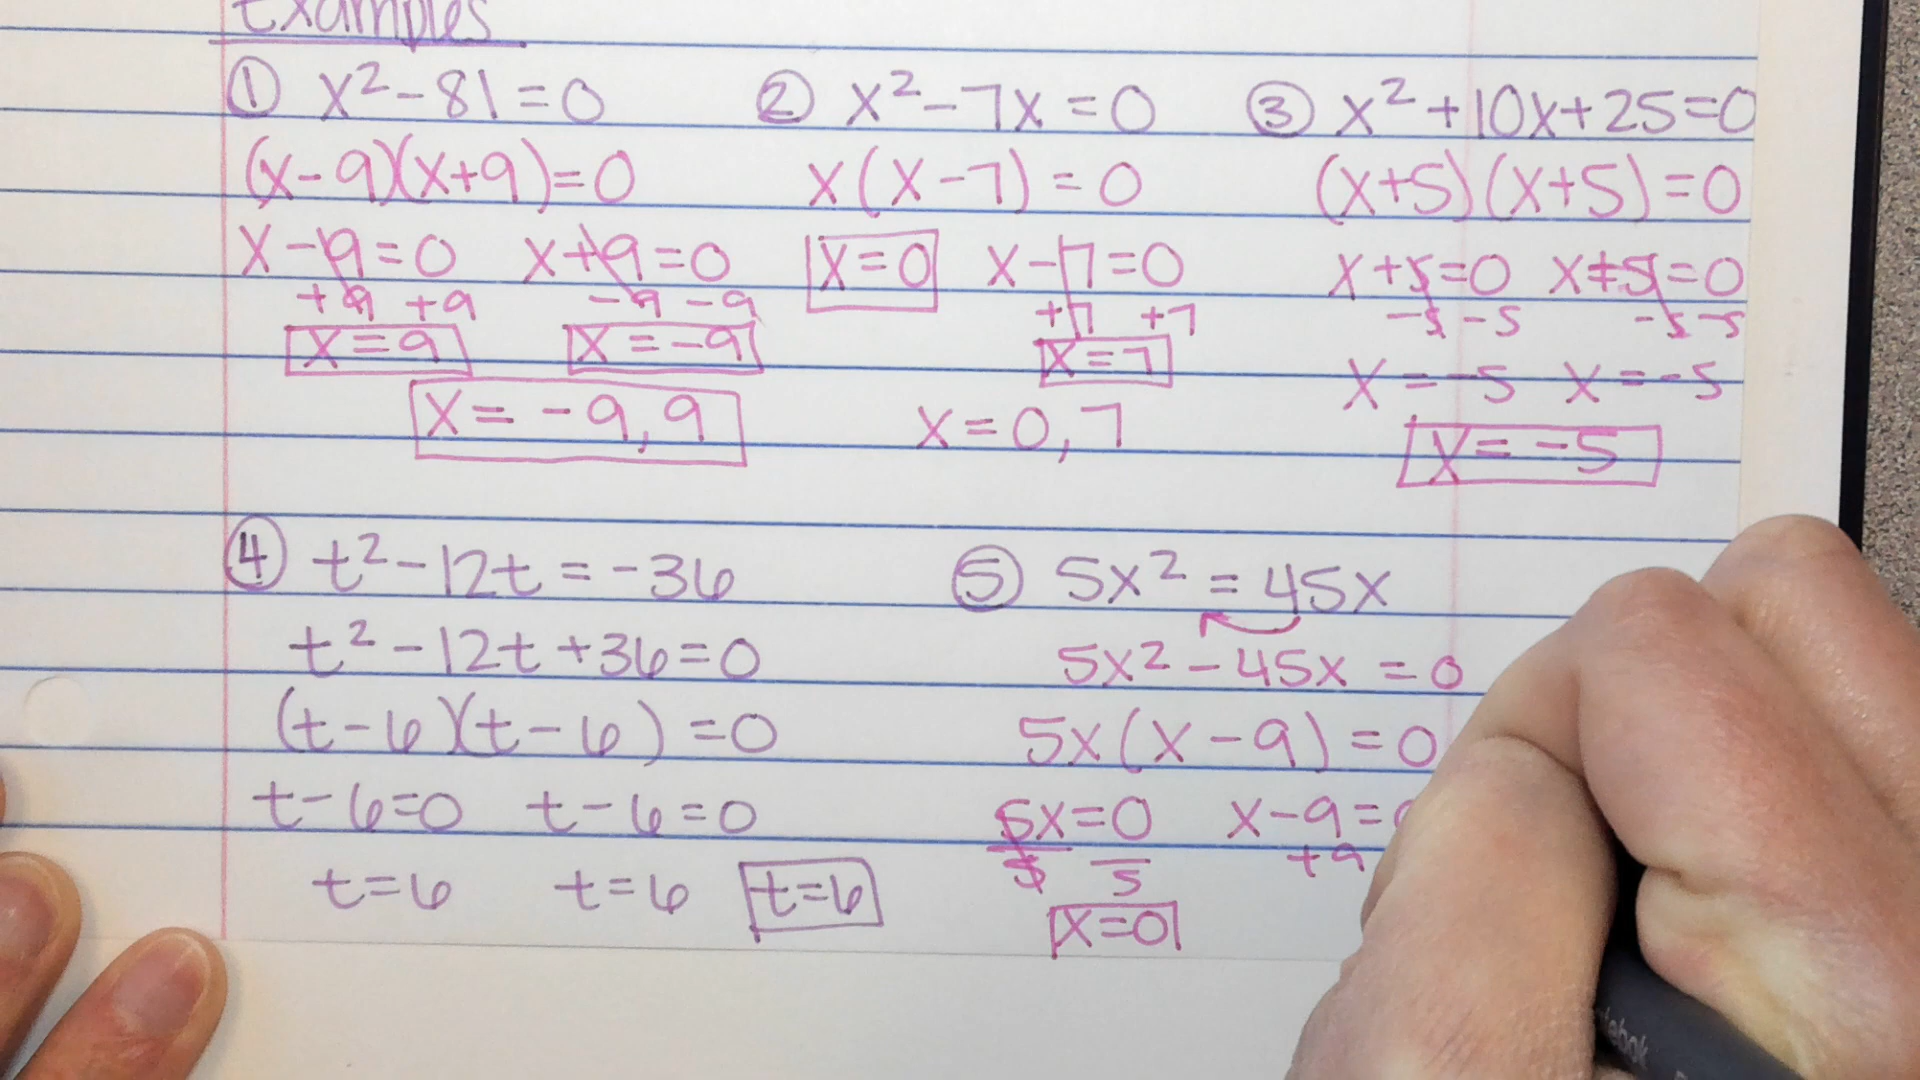 Examples
① x² - 81 = 0
(x - 9)(x + 9) = 0
x - 9 = 0 x + 9 = 0
+9 +9 -9 -9
x = 9 x = -9
x = -9, 9
② x² - 7x = 0
x(x - 7) = 0
x = 0 x - 7 = 0
+7 +7
x = 7
x = 0, 7
③ x² + 10x + 25 = 0
(x + 5)(x + 5) = 0
x + 5 = 0 x + 5 = 0
-5 -5 -5 -5
x = -5 x = -5
x = -5
④ t² - 12t = -36
t² - 12t + 36 = 0
(t - 6)(t - 6) = 0
t - 6 = 0 t - 6 = 0
t = 6 t = 6 t = 6
⑤ 5x² = 45x
5x² - 45x = 0
5x(x - 9) = 0
5x = 0 x - 9 = 0
5 5 +9
x = 0